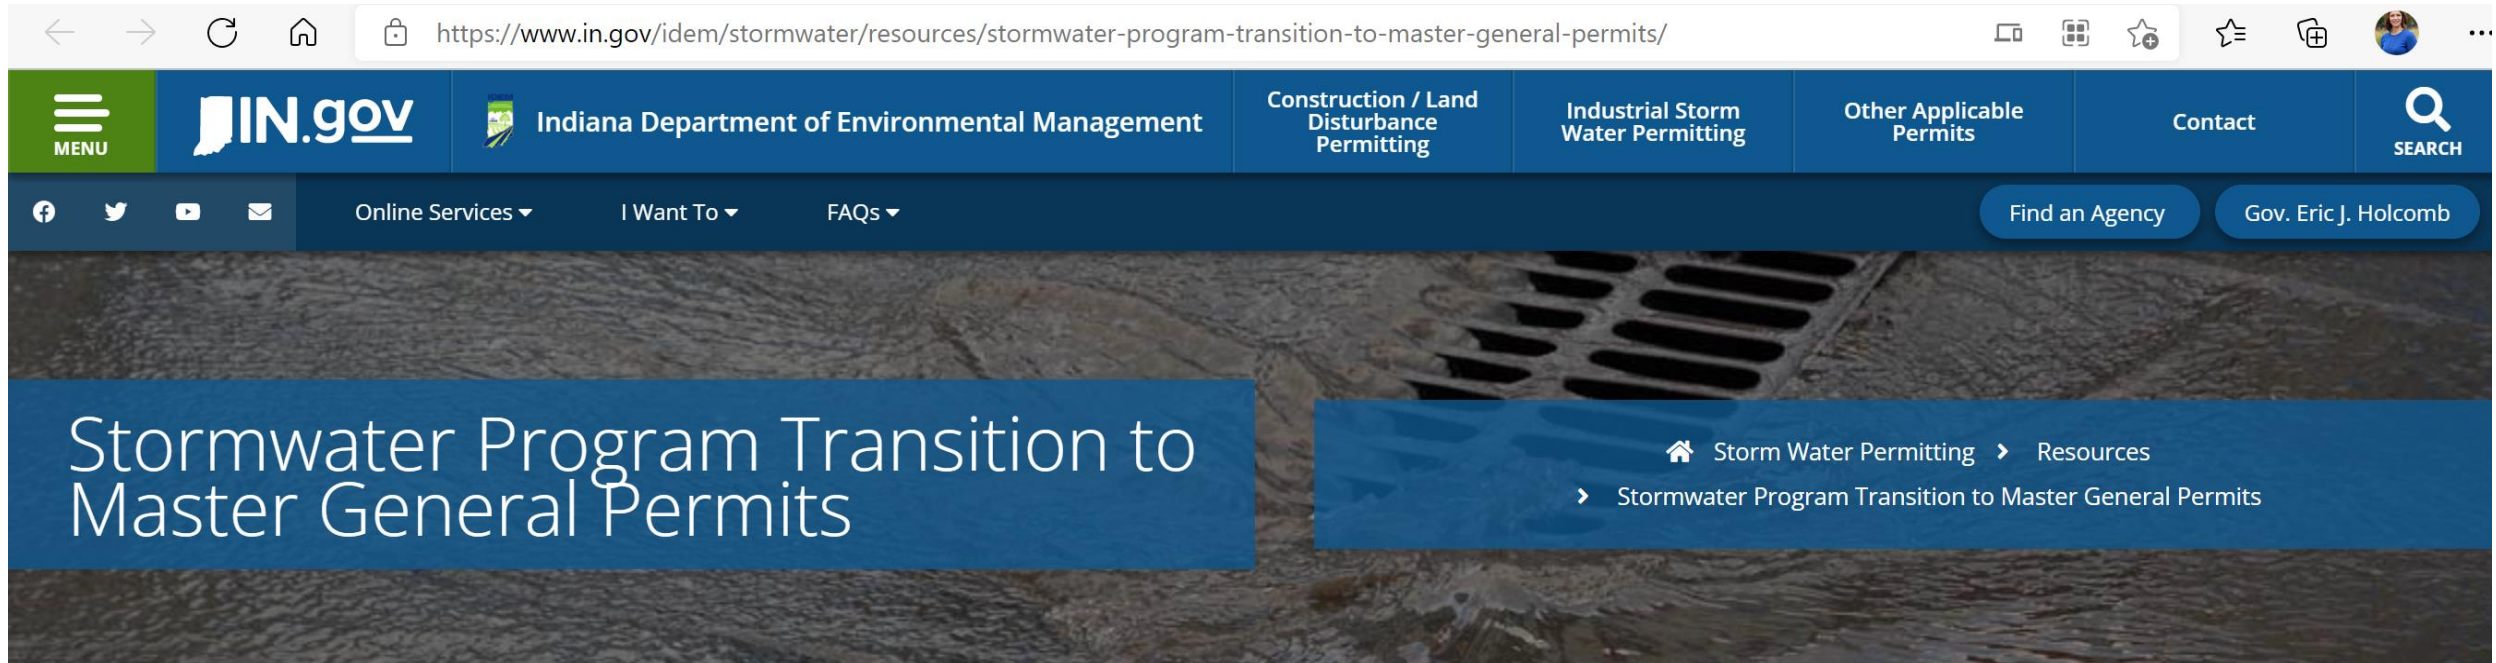 https://www.in.gov/idem/stormwater/resources/stormwater-program-transition-to-master-general-permits/
MENU
IN.gov
Indiana Department of Environmental Management
Construction / Land
Disturbance
Permitting
Industrial Storm
Water Permitting
Other Applicable
Permits
Contact
SEARCH
Online Services
I Want To
FAQs
Find an Agency
Gov. Eric J. Holcomb
Stormwater Program Transition to
Master General Permits
Storm Water Permitting > Resources
> Stormwater Program Transition to Master General Permits